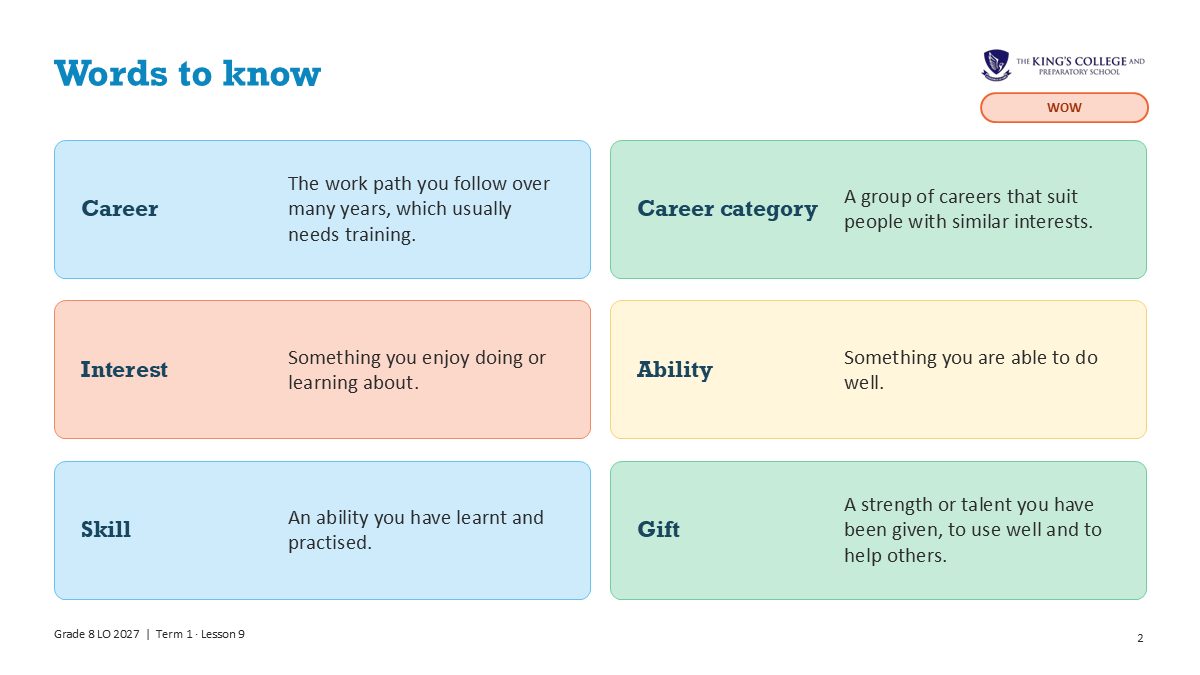 Words to know
THE KING'S COLLEGE AND
PREPARATORY SCHOOL
WOW
Career
The work path you follow over
many years, which usually
needs training.
Career category
A group of careers that suit
people with similar interests.
Interest
Something you enjoy doing or
learning about.
Ability
Something you are able to do
well.
Skill
An ability you have learnt and
practised.
Gift
A strength or talent you have
been given, to use well and to
help others.
Grade 8 LO 2027 | Term 1 · Lesson 9
2